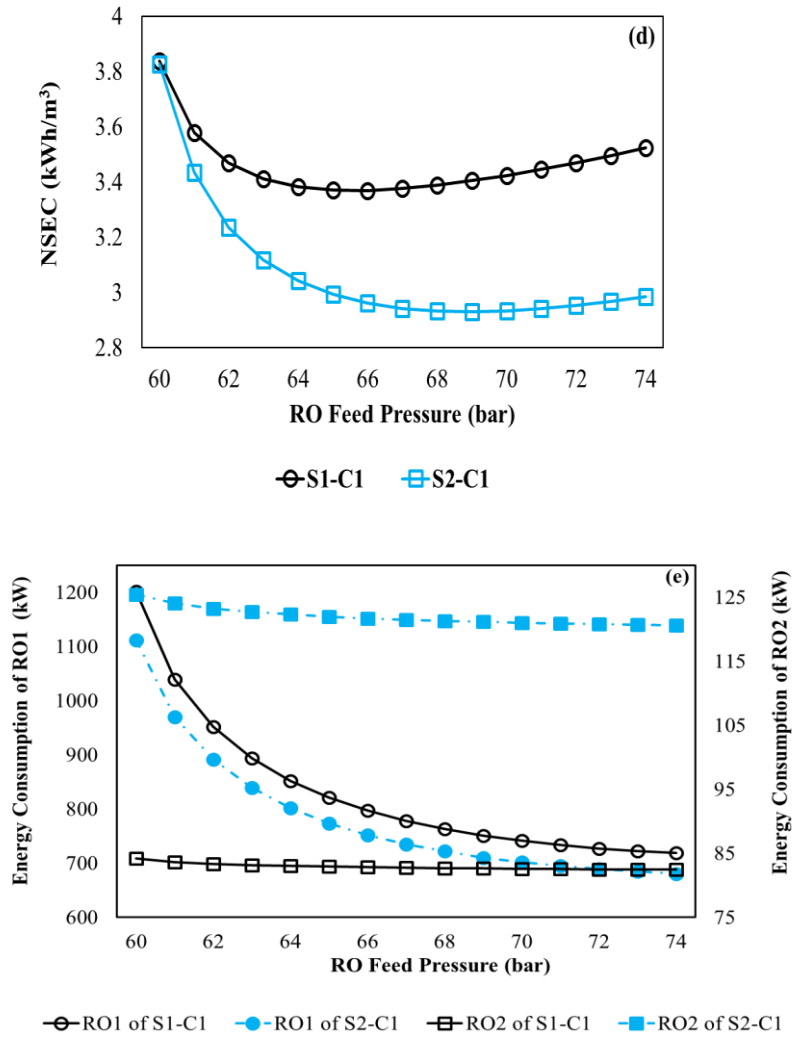 (d)
4
3.8
3.6
3.4
3.2
3
2.8
NSEC (kWh/m³)
60 62 64 66 68 70 72 74
RO Feed Pressure (bar)
S1-C1 S2-C1
(e)
1200
1100
1000
900
800
700
600
Energy Consumption of RO1 (kW)
125
115
105
95
85
75
Energy Consumption of RO2 (kW)
60 62 64 66 68 70 72 74
RO Feed Pressure (bar)
RO1 of S1-C1 RO1 of S2-C1 RO2 of S1-C1 RO2 of S2-C1